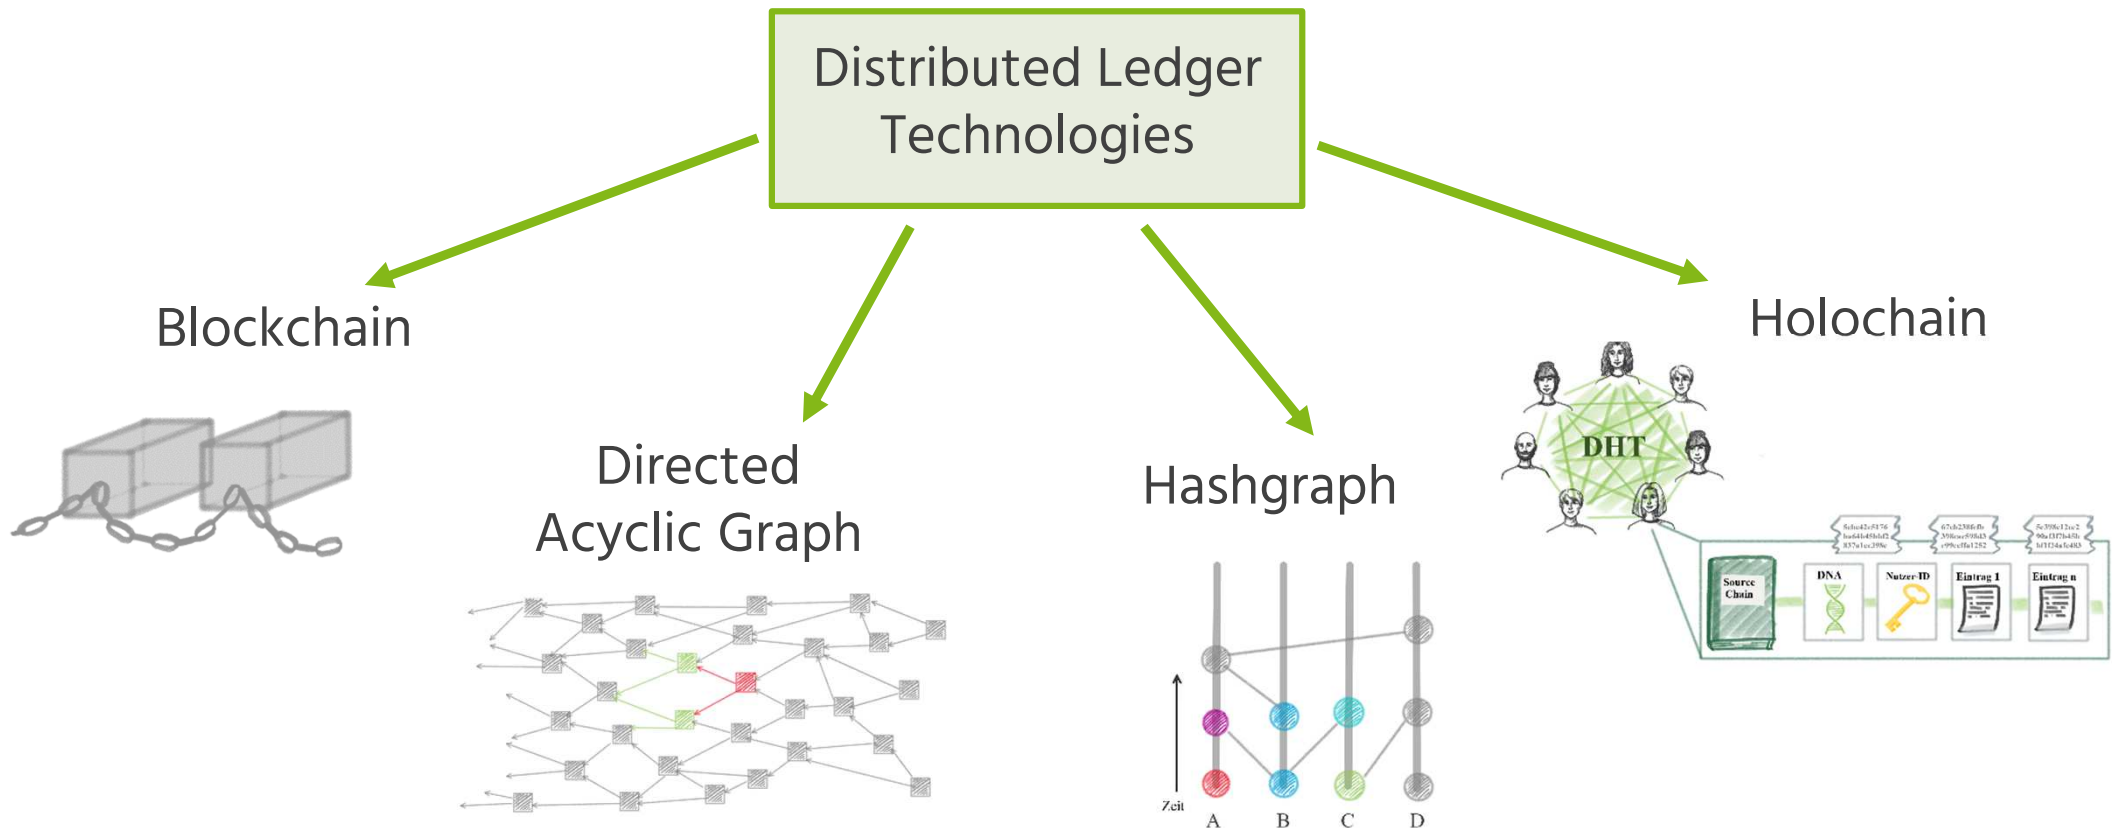 Distributed Ledger
Technologies
Blockchain
Holochain
Directed
Acyclic Graph
Hashgraph
DHT
Source
Chain
DNA
Nutzer-ID
Eintrag 1
Eintrag n
Zeit
A
B
C
D